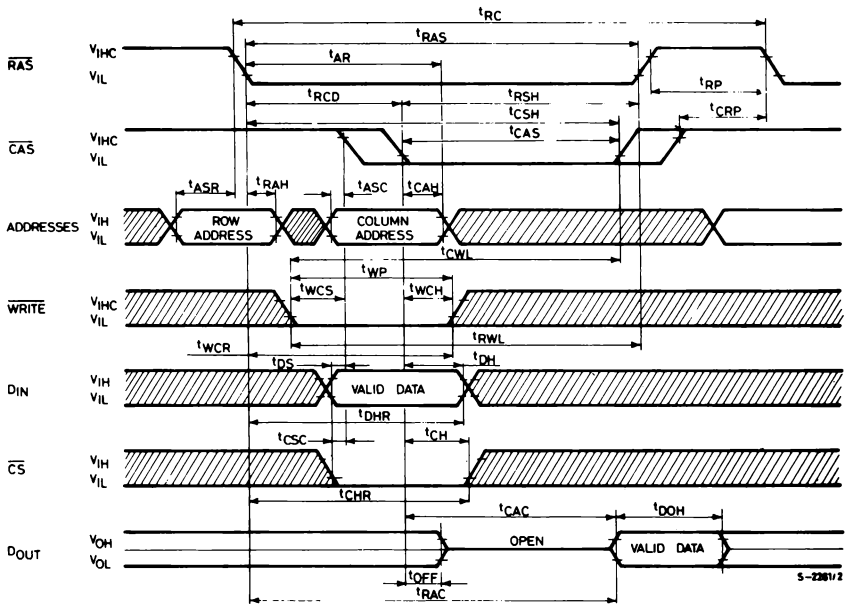 tRC
tRAS
tAR
RAS
VIHC
VIL
tRP
tRCD
tRSH
tCSH
tCRP
CAS
VIHC
VIL
tCAS
tASR
tRAH
tASC
tCAH
ADDRESSES
VIH
VIL
ROW ADDRESS
COLUMN ADDRESS
tCWL
tWP
tWCS
tWCH
WRITE
VIHC
VIL
tRWL
tWCR
tDS
tDH
DIN
VIH
VIL
VALID DATA
tDHR
tCSC
tCH
CS
VIH
VIL
tCHR
tCAC
tDOH
DOUT
VOH
VOL
OPEN
VALID DATA
S-2261/2
tOFF
tRAC